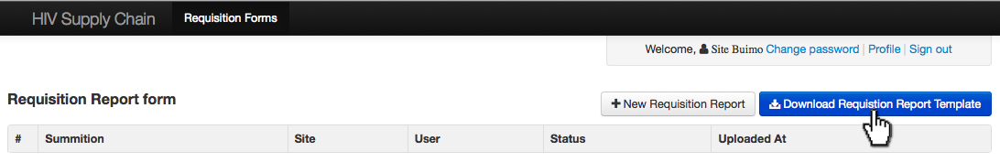 HIV Supply Chain Requisition Forms
Welcome, Site Buimo Change password | Profile | Sign out
Requisition Report form + New Requisition Report Download Requistion Report Template
# Summition Site User Status Uploaded At